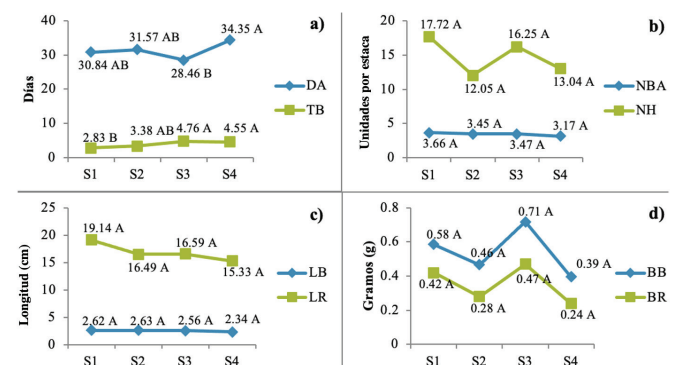 a)
Días
40
30
20
10
0
30.84 AB
31.57 AB
28.46 B
34.35 A
2.83 B
3.38 AB
4.76 A
4.55 A
S1 S2 S3 S4
DA
TB
b)
Unidades por estaca
20
15
10
5
0
17.72 A
12.05 A
16.25 A
13.04 A
3.66 A
3.45 A
3.47 A
3.17 A
S1 S2 S3 S4
NBA
NH
c)
Longitud (cm)
25
20
15
10
5
0
19.14 A
16.49 A
16.59 A
15.33 A
2.62 A
2.63 A
2.56 A
2.34 A
S1 S2 S3 S4
LB
LR
d)
Gramos (g)
0.8
0.6
0.4
0.2
0
0.58 A
0.46 A
0.71 A
0.39 A
0.42 A
0.28 A
0.47 A
0.24 A
S1 S2 S3 S4
BB
BR